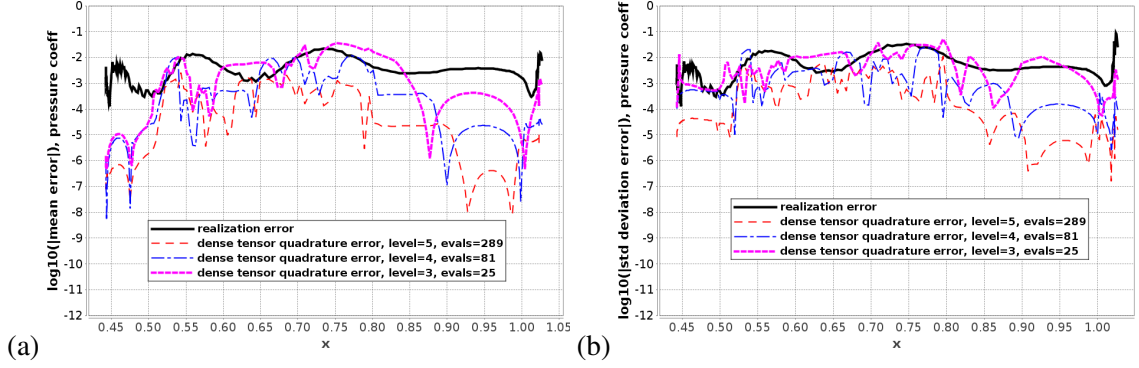 0
-1
-2
-3
-4
-5
-6
-7
-8
-9
-10
-11
-12
log10(|mean error|), pressure coeff
realization error
dense tensor quadrature error, level=5, evals=289
dense tensor quadrature error, level=4, evals=81
dense tensor quadrature error, level=3, evals=25
0.45 0.50 0.55 0.60 0.65 0.70 0.75 0.80 0.85 0.90 0.95 1.00 1.05
x
(a)
0
-1
-2
-3
-4
-5
-6
-7
-8
-9
-10
-11
-12
log10(|std deviation error|), pressure coeff
realization error
dense tensor quadrature error, level=5, evals=289
dense tensor quadrature error, level=4, evals=81
dense tensor quadrature error, level=3, evals=25
0.45 0.50 0.55 0.60 0.65 0.70 0.75 0.80 0.85 0.90 0.95 1.00
x
(b)